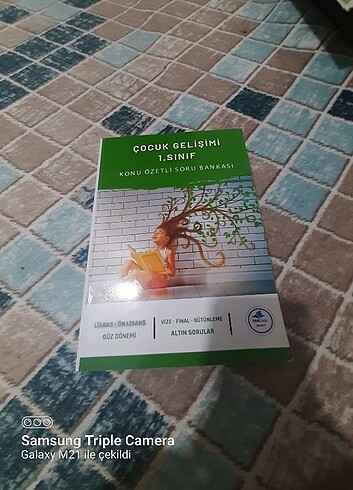 ÇOCUK GELİŞİMİ
1.SINIF
KONU ÖZETLİ SORU BANKASI
LİSANS - ÖN LİSANS
GÜZ DÖNEMİ
VİZE - FİNAL - BÜTÜNLEME
ALTIN SORULAR
Samsung Triple Camera
Galaxy M21 ile çekildi